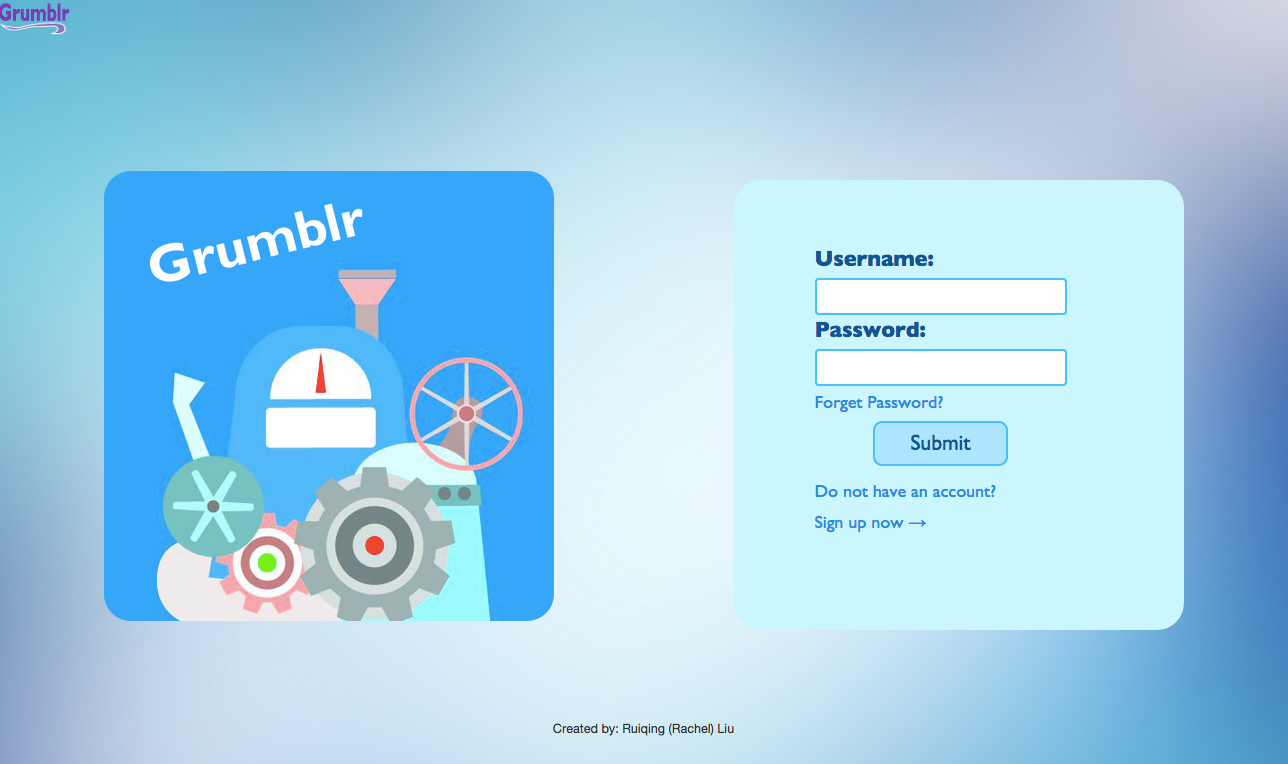 Grumblr
Grumblr
Username:
Password:
Forget Password?
Submit
Do not have an account?
Sign up now →
Created by: Ruiqing (Rachel) Liu